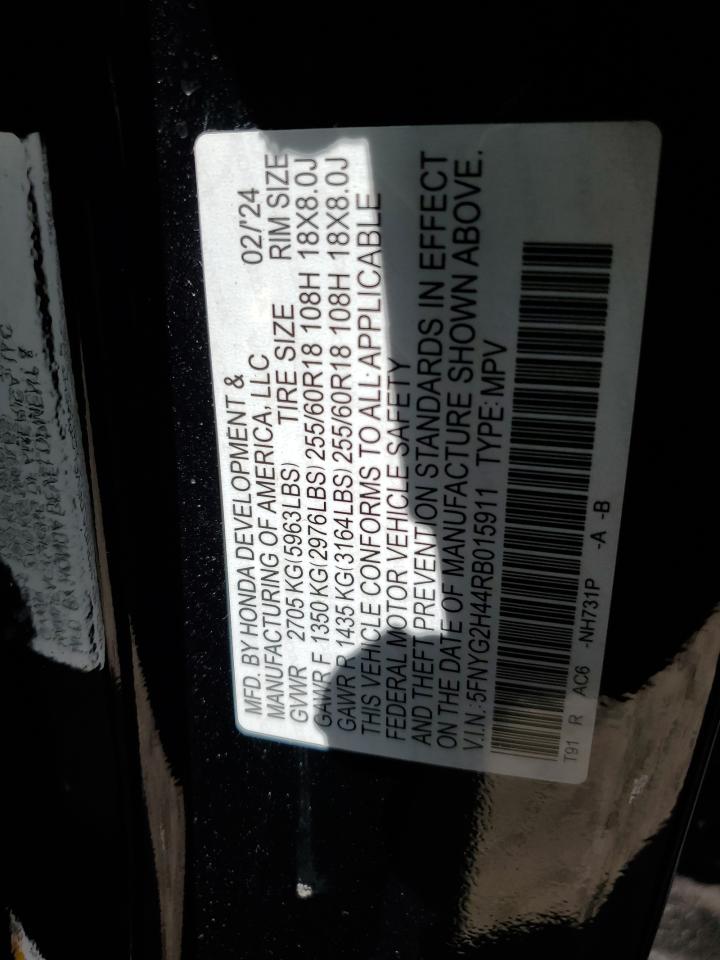 MFD. BY HONDA DEVELOPMENT &
MANUFACTURING OF AMERICA, LLC 02/'24
GVWR 2705 KG(5963LBS) TIRE SIZE RIM SIZE
GAWR F 1350 KG(2976LBS) 255/60R18 108H 18X8.0J
GAWR R 1435 KG(3164LBS) 255/60R18 108H 18X8.0J
THIS VEHICLE CONFORMS TO ALL APPLICABLE
FEDERAL MOTOR VEHICLE SAFETY
AND THEFT PREVENTION STANDARDS IN EFFECT
ON THE DATE OF MANUFACTURE SHOWN ABOVE.
V.I.N.: 5FNYG2H44RB015911 TYPE: MPV
T91 R AC6 -NH731P -A -B